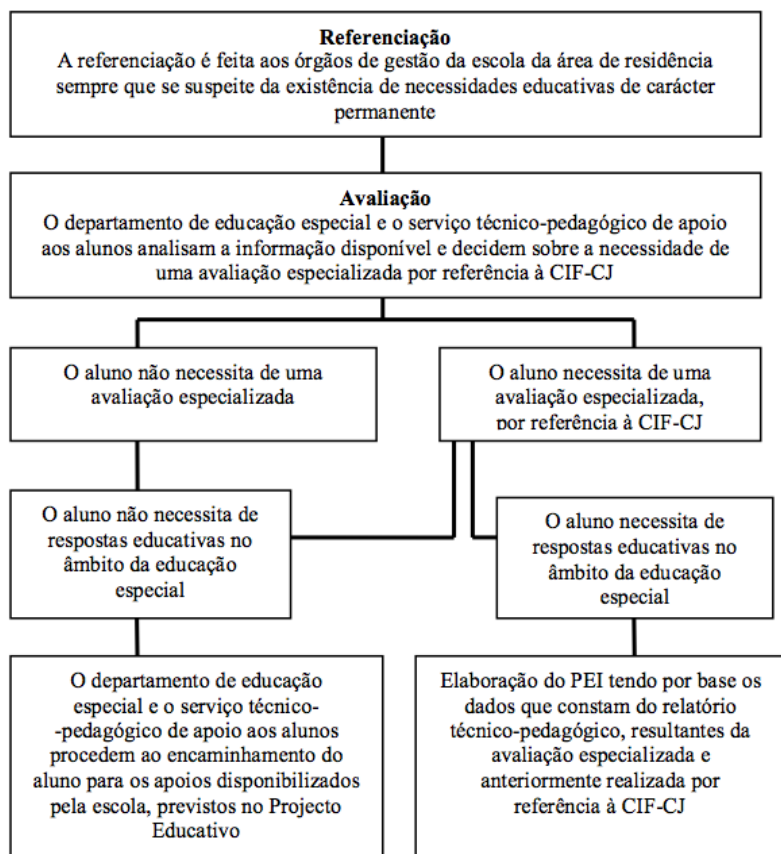 Referenciação
A referenciação é feita aos órgãos de gestão da escola da área de residência
sempre que se suspeite da existência de necessidades educativas de carácter
permanente
Avaliação
O departamento de educação especial e o serviço técnico-pedagógico de apoio
aos alunos analisam a informação disponível e decidem sobre a necessidade de
uma avaliação especializada por referência à CIF-CJ
O aluno não necessita de uma
avaliação especializada
O aluno necessita de uma
avaliação especializada,
por referência à CIF-CJ
O aluno não necessita de
respostas educativas no
âmbito da educação
especial
O aluno necessita de
respostas educativas no
âmbito da educação
especial
O departamento de educação
especial e o serviço técnico-
-pedagógico de apoio aos alunos
procedem ao encaminhamento do
aluno para os apoios disponibilizados
pela escola, previstos no Projecto
Educativo
Elaboração do PEI tendo por base os
dados que constam do relatório
técnico-pedagógico, resultantes da
avaliação especializada e
anteriormente realizada por
referência à CIF-CJ